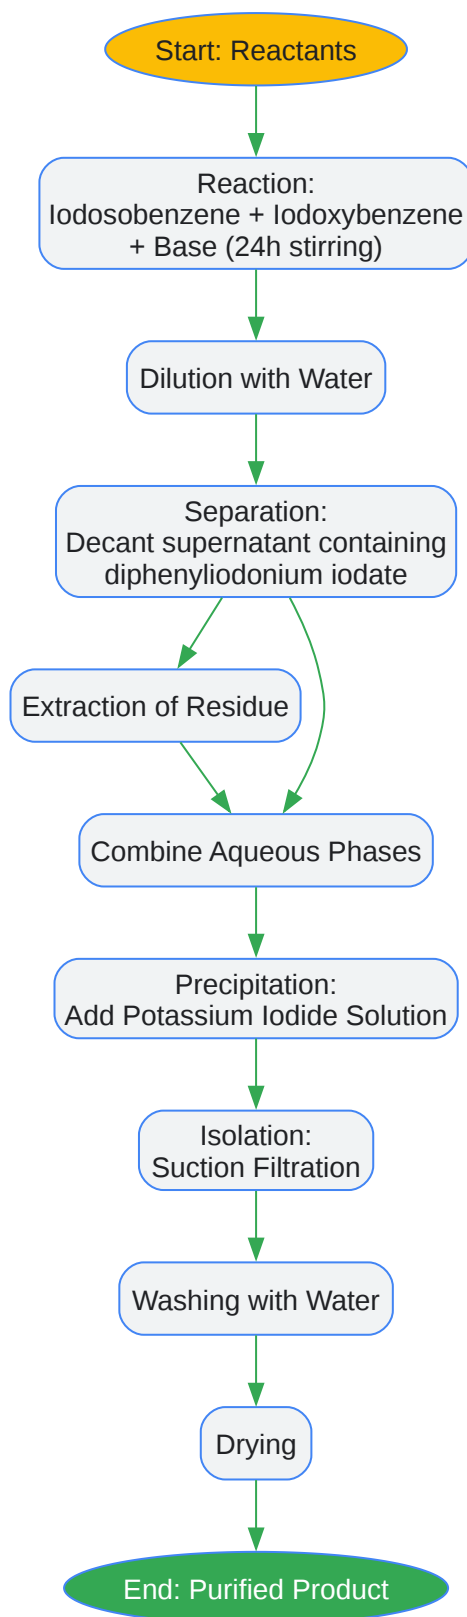 Start: Reactants
Reaction:
Iodosobenzene + Iodoxybenzene
+ Base (24h stirring)
Dilution with Water
Separation:
Decant supernatant containing
diphenyliodonium iodate
Extraction of Residue
Combine Aqueous Phases
Precipitation:
Add Potassium Iodide Solution
Isolation:
Suction Filtration
Washing with Water
Drying
End: Purified Product